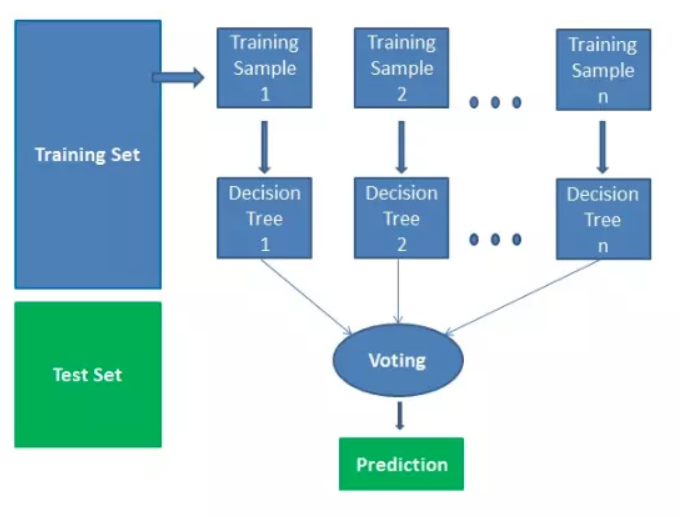 Training
Sample
1
Training
Sample
2
Training
Sample
n
Training Set
Decision
Tree
1
Decision
Tree
2
Decision
Tree
n
Voting
Test Set
Prediction